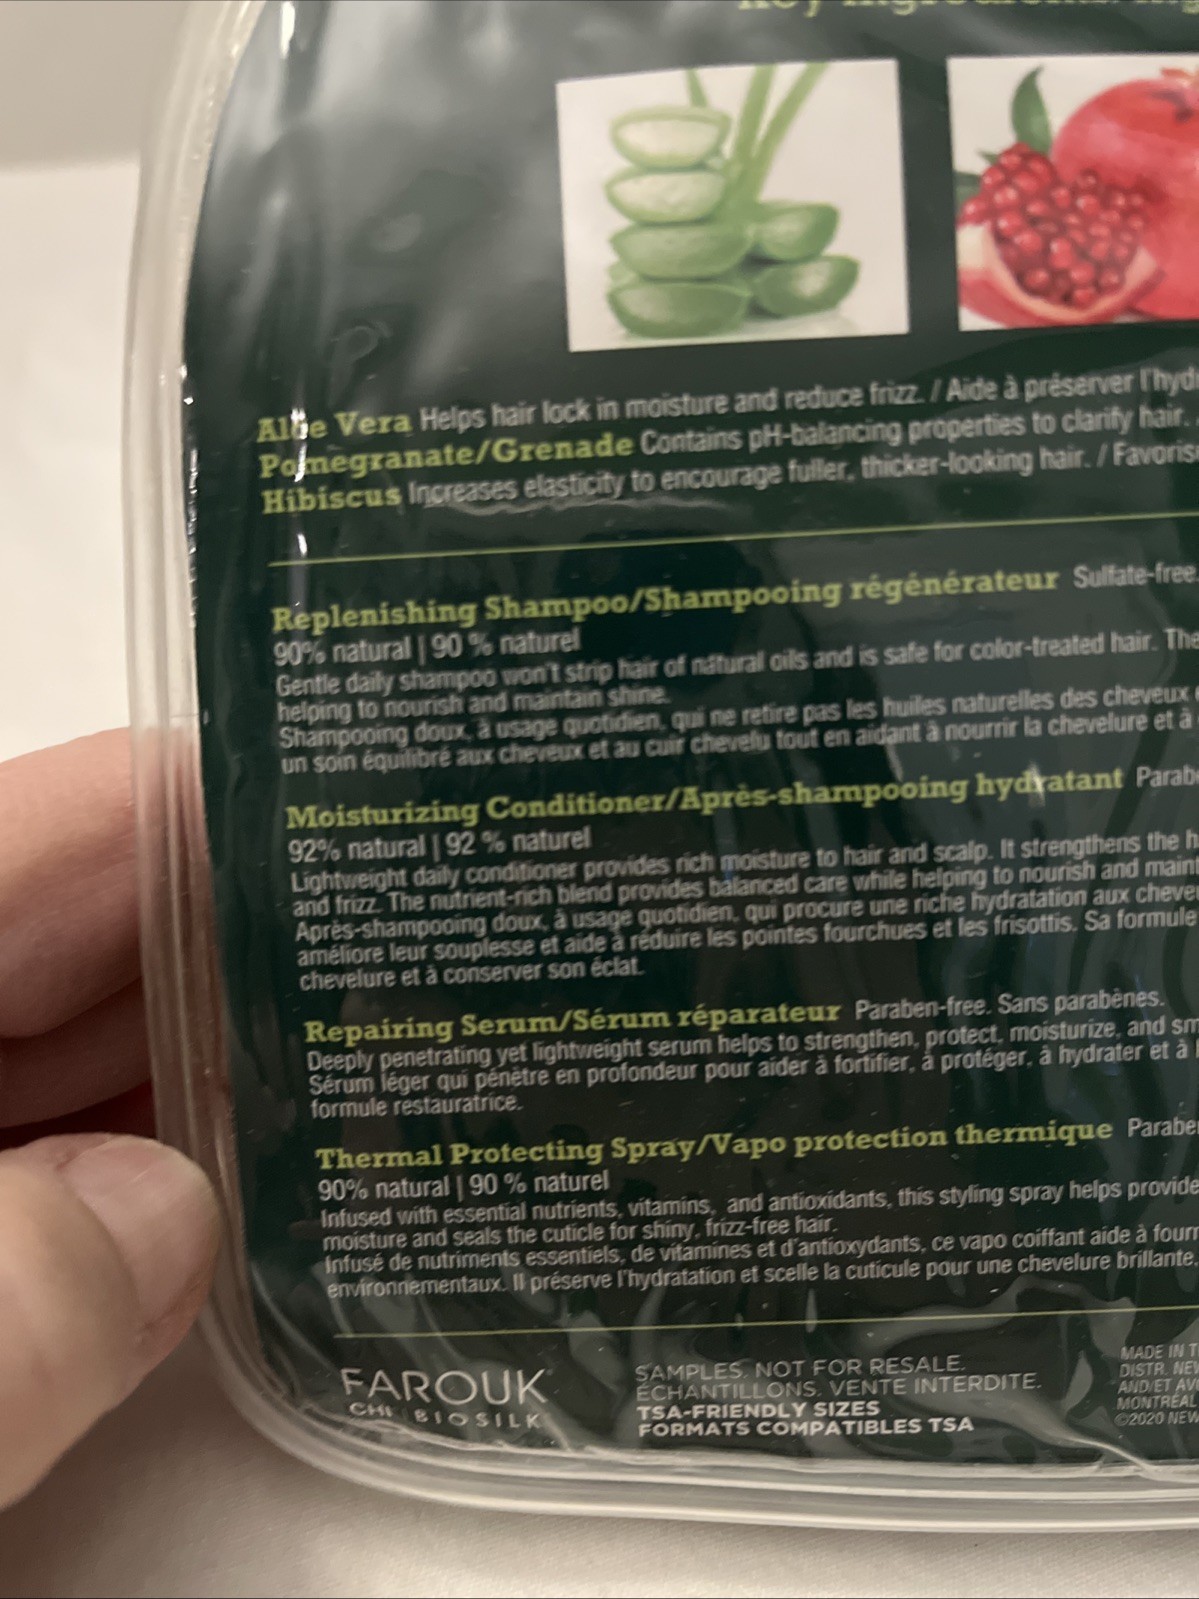 Aloe Vera Helps hair lock in moisture and reduce frizz. / Aide à préserver l'hyd
Pomegranate/Grenade Contains pH-balancing properties to clarify hair.
Hibiscus Increases elasticity to encourage fuller, thicker-looking hair. / Favoris
Replenishing Shampoo/Shampooing régénérateur Sulfate-free
90% natural | 90 % naturel
Gentle daily shampoo won't strip hair of natural oils and is safe for color-treated hair. The
helping to nourish and maintain shine.
Shampooing doux, à usage quotidien, qui ne retire pas les huiles naturelles des cheveux
un soin équilibré aux cheveux et au cuir chevelu tout en aidant à nourrir la chevelure et à
Moisturizing Conditioner/Après-shampooing hydratant Parab
92% natural | 92 % naturel
Lightweight daily conditioner provides rich moisture to hair and scalp. It strengthens the h
and frizz. The nutrient-rich blend provides balanced care while helping to nourish and maint
Après-shampooing doux, à usage quotidien, qui procure une riche hydratation aux cheve
améliore leur souplesse et aide à réduire les pointes fourchues et les frisottis. Sa formule
chevelure et à conserver son éclat.
Repairing Serum/Sérum réparateur Paraben-free. Sans parabènes.
Deeply penetrating yet lightweight serum helps to strengthen, protect, moisturize, and sm
Sérum léger qui pénètre en profondeur pour aider à fortifier, à protéger, à hydrater et à
formule restauratrice.
Thermal Protecting Spray/Vapo protection thermique Parabe
90% natural | 90 % naturel
Infused with essential nutrients, vitamins, and antioxidants, this styling spray helps provide
moisture and seals the cuticle for shiny, frizz-free hair.
Infusé de nutriments essentiels, de vitamines et d'antioxydants, ce vapo coiffant aide à fourn
environnementaux. Il préserve l'hydratation et scelle la cuticule pour une chevelure brillante,
FAROUK
CHI BIOSILK
SAMPLES. NOT FOR RESALE.
ÉCHANTILLONS. VENTE INTERDITE.
TSA-FRIENDLY SIZES
FORMATS COMPATIBLES TSA
MADE IN T
DISTR. NEW
AND/ET AV
MONTRÉAL
©2020 NEW